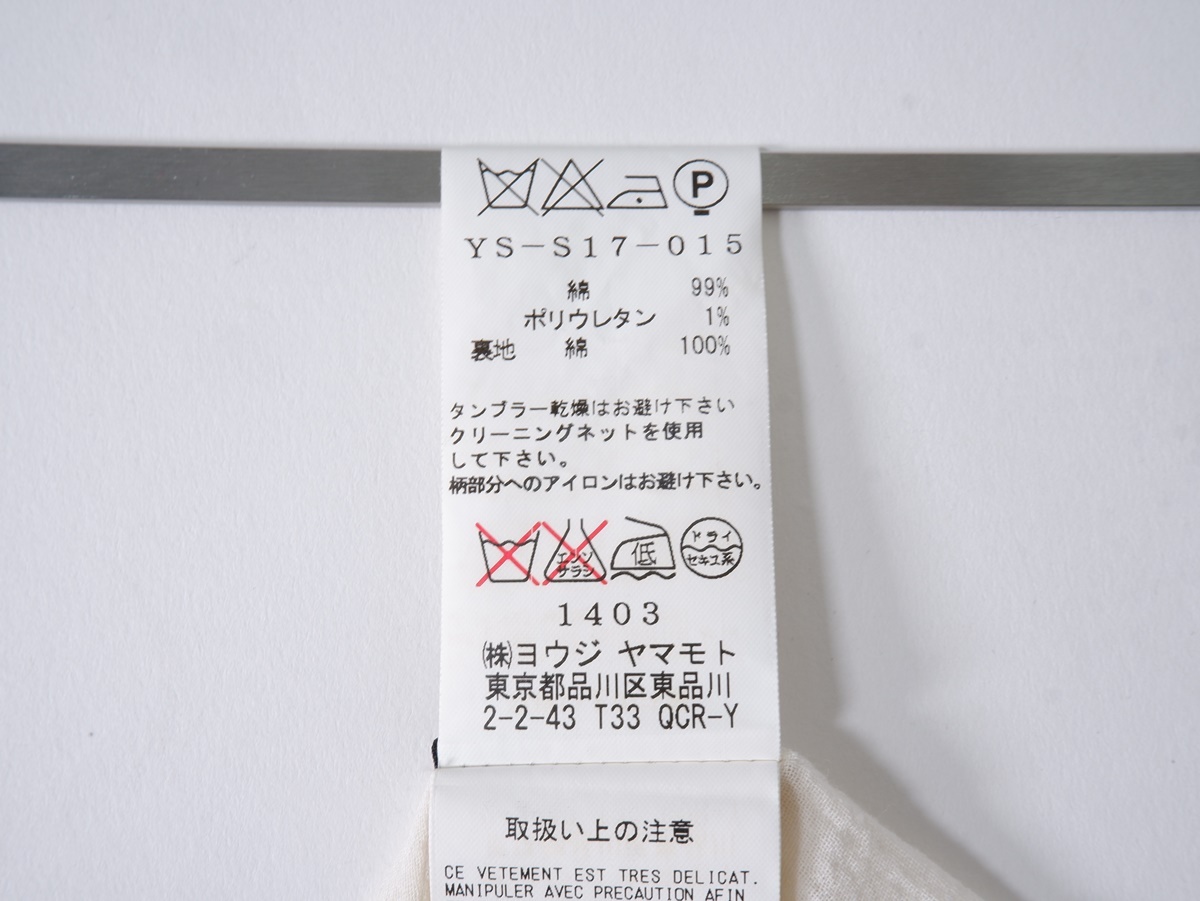 P
YS-S17-015
綿 99%
ポリウレタン 1%
裏地 綿 100%
タンブラー乾燥はお避け下さい
クリーニングネットを使用
して下さい。
柄部分へのアイロンはお避け下さい。
エンソ
サラシ
低
ドライ
セキユ系
1403
㈱ヨウジ ヤマモト
東京都品川区東品川
2-2-43 T33 QCR-Y
取扱い上の注意
CE VETEMENT EST TRES DELICAT.
MANIPULER AVEC PRECAUTION AFIN